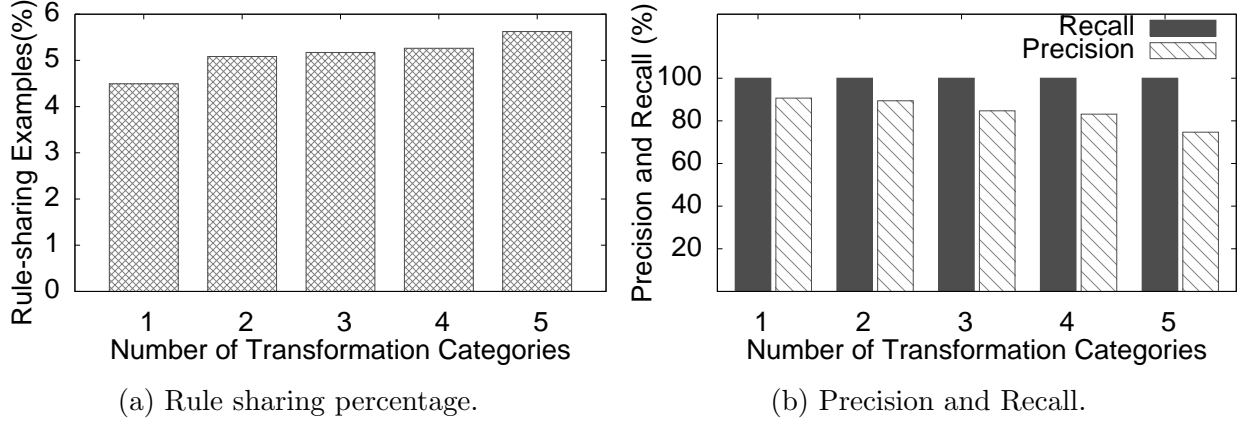 Rule-sharing Examples(%)
6
5
4
3
2
1
0
1 2 3 4 5
Number of Transformation Categories
(a) Rule sharing percentage.
Precision and Recall (%)
Recall
Precision
100
80
60
40
20
1 2 3 4 5
Number of Transformation Categories
(b) Precision and Recall.